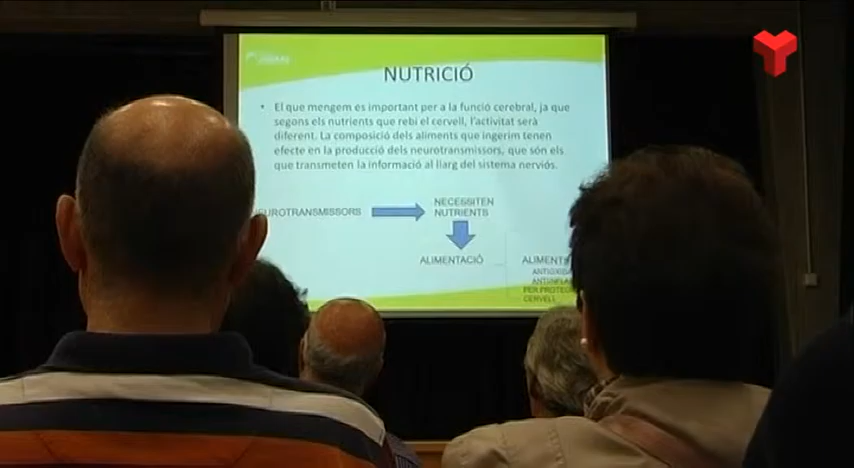 NUTRICIÓ
• El que mengem es important per a la funció cerebral, ja que
segons els nutrients que rebi el cervell, l'activitat serà
diferent. La composició dels aliments que ingerim tenen
efecte en la producció dels neurotransmissors, que són els
que transmeten la informació al llarg del sistema nerviós.
NECESSITEN
EUROTRANSMISSORS
NUTRIENTS
ALIMENTACIÓ
PER
CERVELL